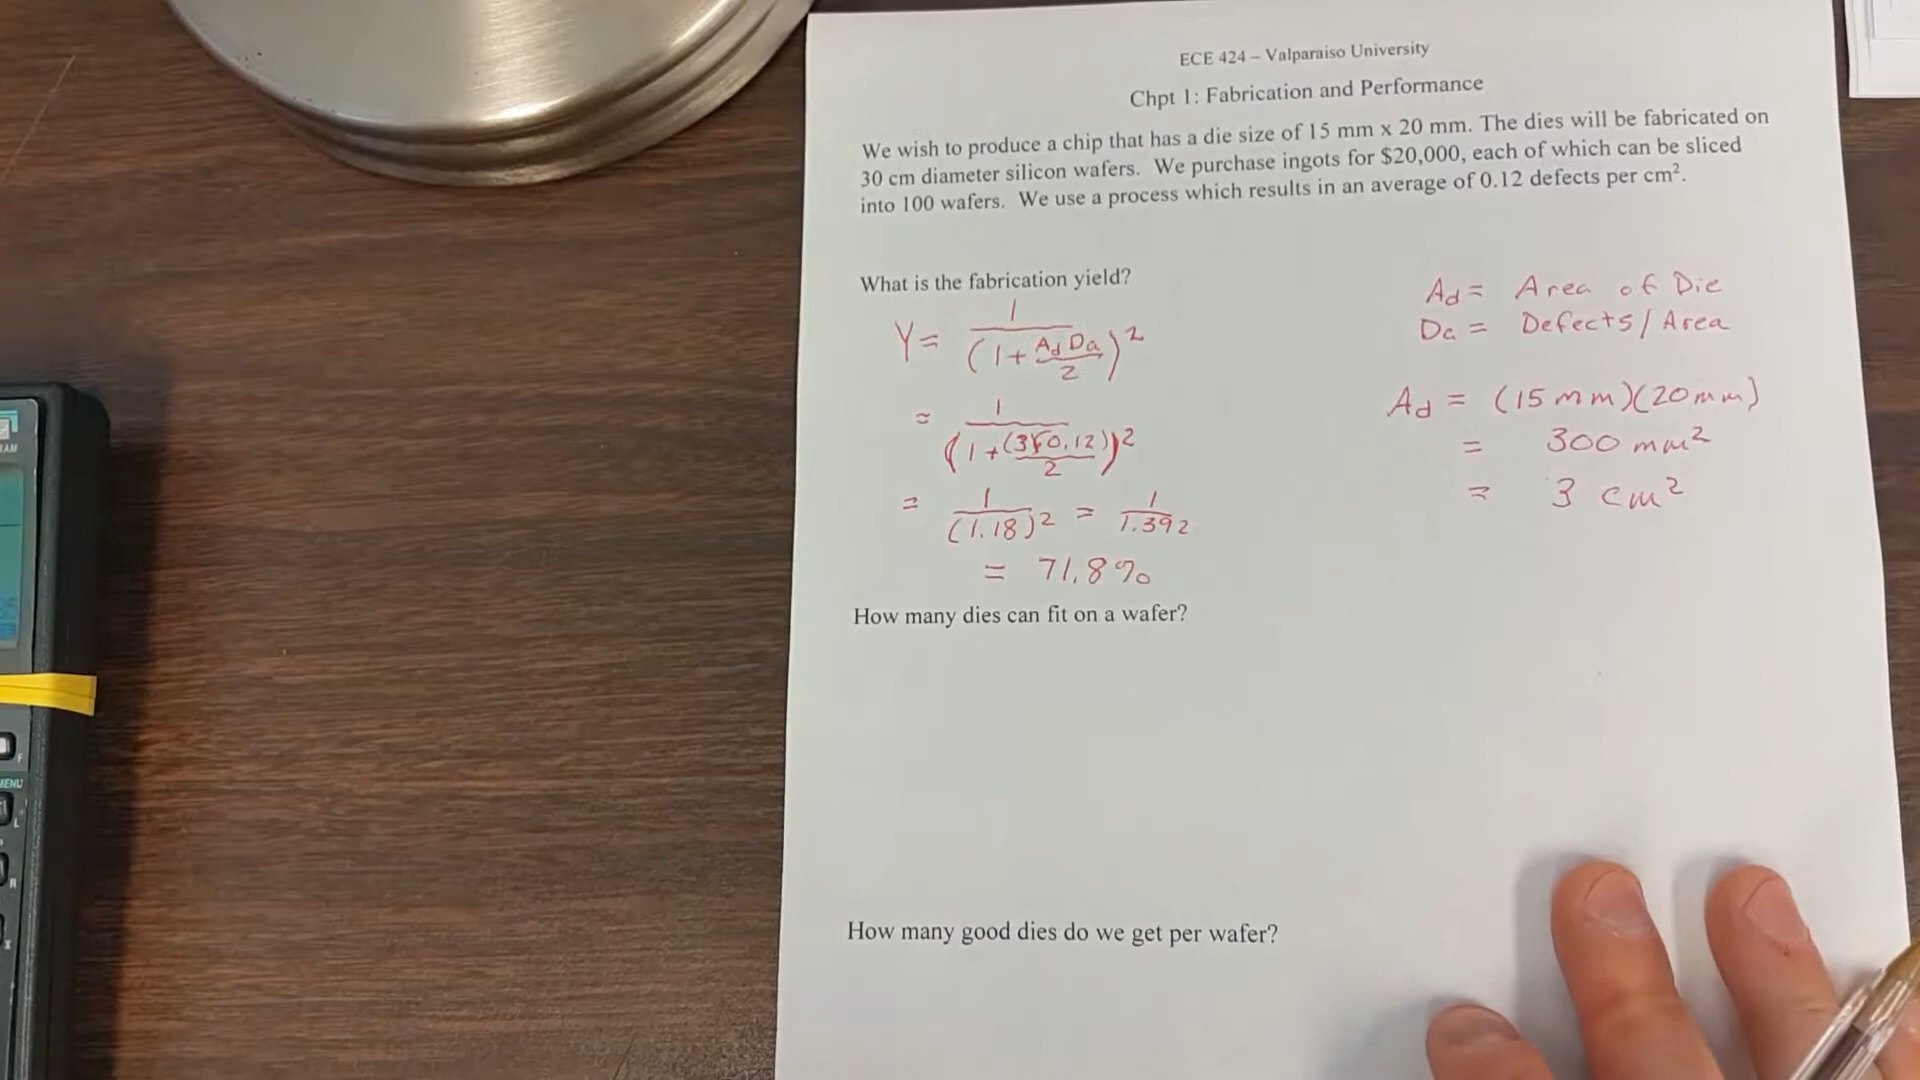 ECE 424 – Valparaiso University
Chpt 1: Fabrication and Performance
We wish to produce a chip that has a die size of 15 mm x 20 mm. The dies will be fabricated on
30 cm diameter silicon wafers. We purchase ingots for $20,000, each of which can be sliced
into 100 wafers. We use a process which results in an average of 0.12 defects per cm².
What is the fabrication yield?
Y = 1 / (1 + Ad Da / 2)²
= 1 / (1 + (3)(0.12) / 2)²
= 1 / (1.18)² = 1 / 1.392
= 71.8%
Ad = Area of Die
Da = Defects / Area
Ad = (15 mm)(20 mm)
= 300 mm²
= 3 cm²
How many dies can fit on a wafer?
How many good dies do we get per wafer?
MENU
F
L
R
X